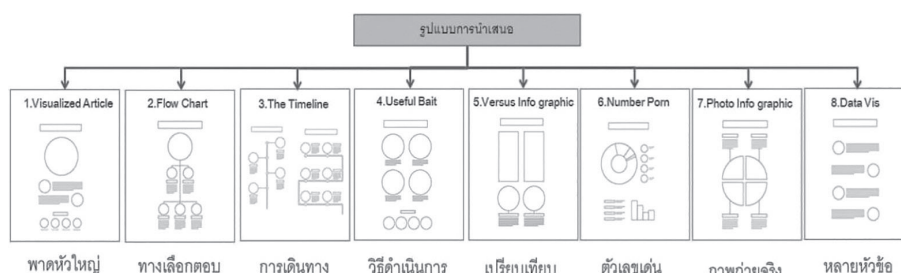 รูปแบบการนำเสนอ
1.Visualized Article
2.Flow Chart
3.The Timeline
4.Useful Bait
5.Versus Info graphic
6.Number Porn
7.Photo Info graphic
8.Data Vis
พาดหัวใหญ่
ทางเลือกตอบ
การเดินทาง
วิธีดำเนินการ
เปรียบเทียบ
ตัวเลขเด่น
ภาพถ่ายจริง
หลายหัวข้อ